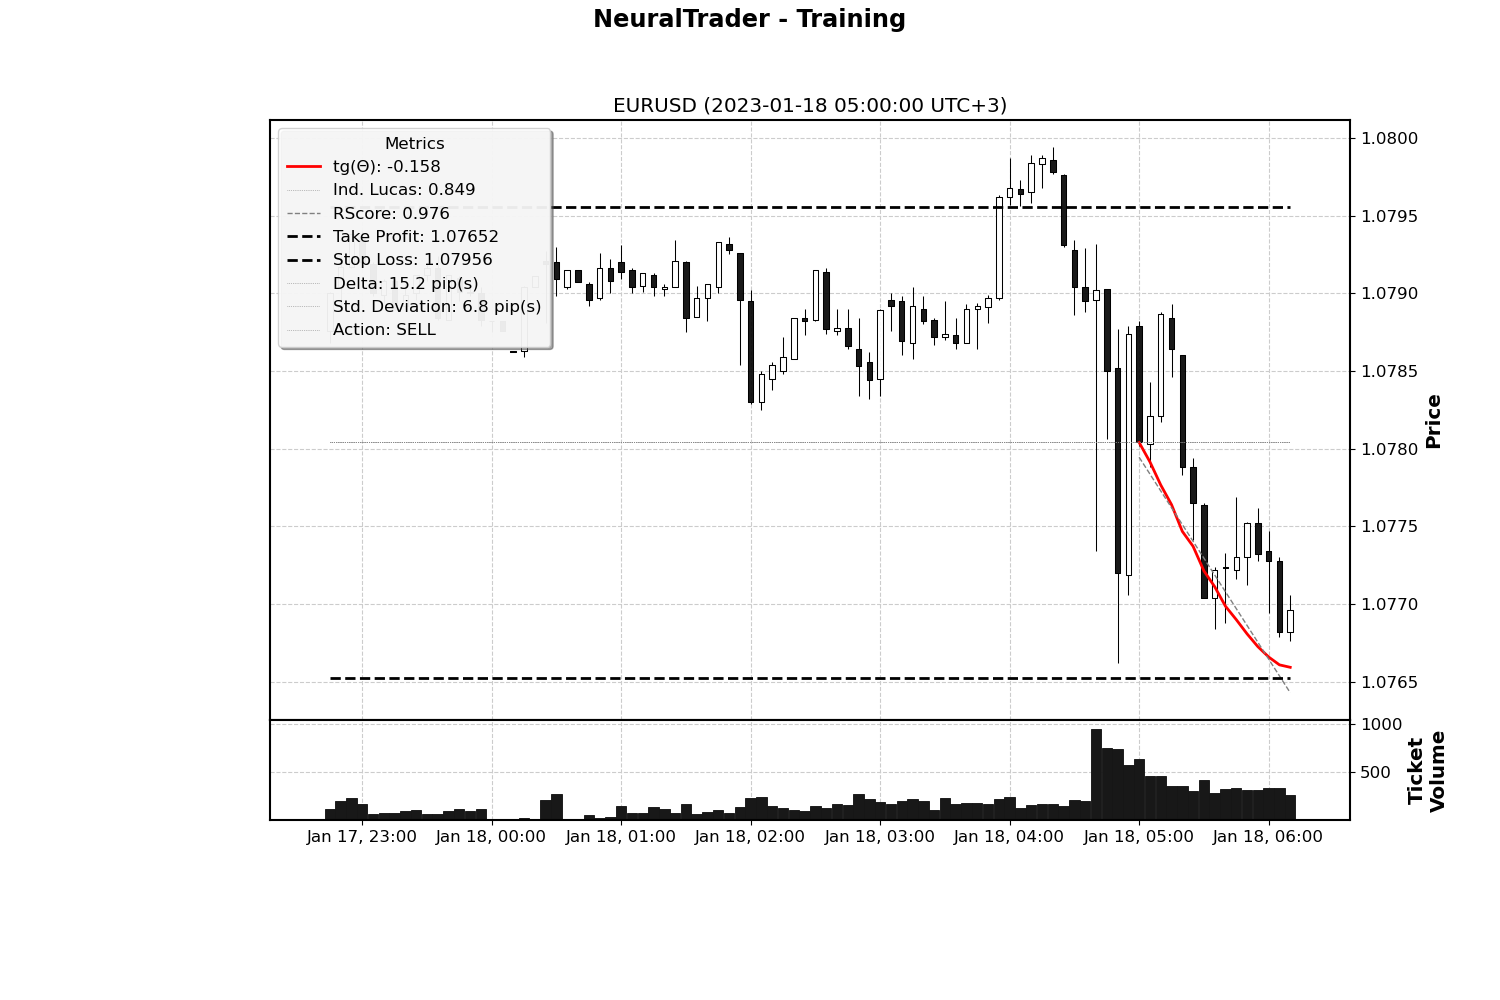 NeuralTrader - Training
EURUSD (2023-01-18 05:00:00 UTC+3)
Metrics
tg(Θ): -0.158
Ind. Lucas: 0.849
RScore: 0.976
Take Profit: 1.07652
Stop Loss: 1.07956
Delta: 15.2 pip(s)
Std. Deviation: 6.8 pip(s)
Action: SELL
1.0800
1.0795
1.0790
1.0785
1.0780
1.0775
1.0770
1.0765
Price
1000
500
Ticket
Volume
Jan 17, 23:00
Jan 18, 00:00
Jan 18, 01:00
Jan 18, 02:00
Jan 18, 03:00
Jan 18, 04:00
Jan 18, 05:00
Jan 18, 06:00